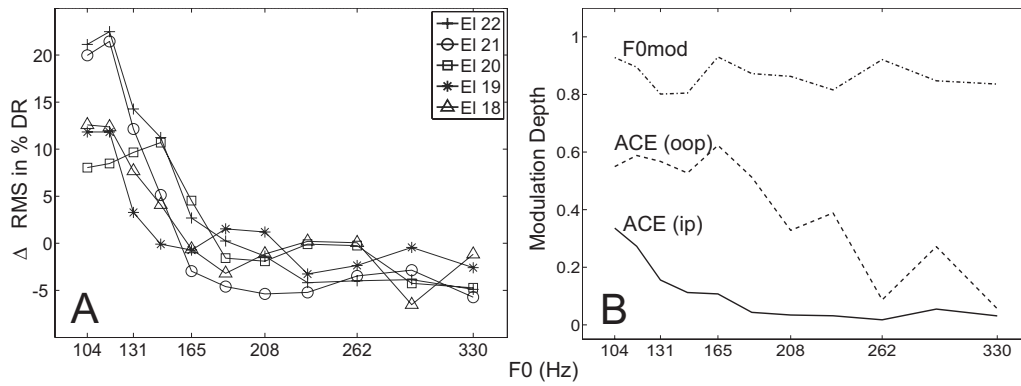 A
Δ RMS in % DR
20
15
10
5
0
-5
104 131 165 208 262 330
El 22
El 21
El 20
El 19
El 18
B
Modulation Depth
1
0.8
0.6
0.4
0.2
0
F0mod
ACE (oop)
ACE (ip)
104 131 165 208 262 330
F0 (Hz)